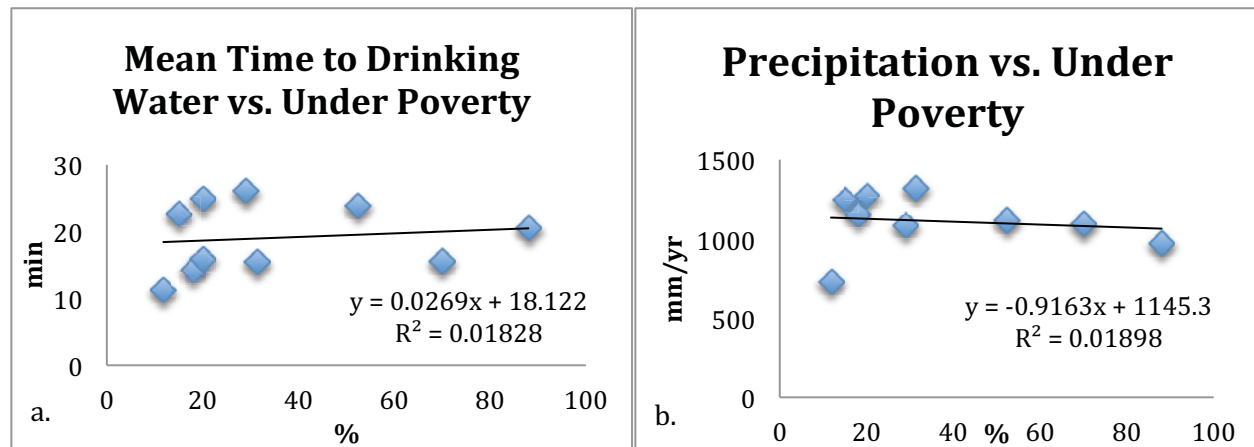 Mean Time to Drinking
Water vs. Under Poverty
30
20
10
0
min
y = 0.0269x + 18.122
R² = 0.01828
0 20 40 60 80 100
%
a.
Precipitation vs. Under
Poverty
1500
1000
500
0
mm/yr
y = -0.9163x + 1145.3
R² = 0.01898
0 20 40 % 60 80 100
b.